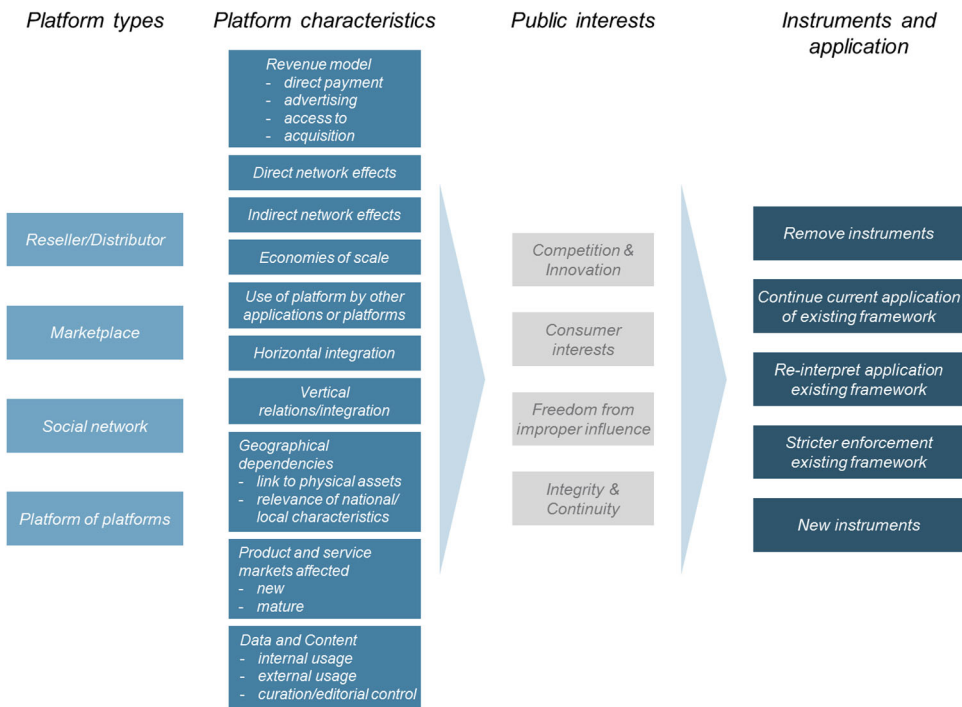 Platform types
Platform characteristics
Public interests
Instruments and
application
Reseller/Distributor
Marketplace
Social network
Platform of platforms
Revenue model
- direct payment
- advertising
- access to
- acquisition
Direct network effects
Indirect network effects
Economies of scale
Use of platform by other
applications or platforms
Horizontal integration
Vertical
relations/integration
Geographical
dependencies
- link to physical assets
- relevance of national/
local characteristics
Product and service
markets affected
- new
- mature
Data and Content
- internal usage
- external usage
- curation/editorial control
Competition &
Innovation
Consumer
interests
Freedom from
improper influence
Integrity &
Continuity
Remove instruments
Continue current application
of existing framework
Re-interpret application
existing framework
Stricter enforcement
existing framework
New instruments